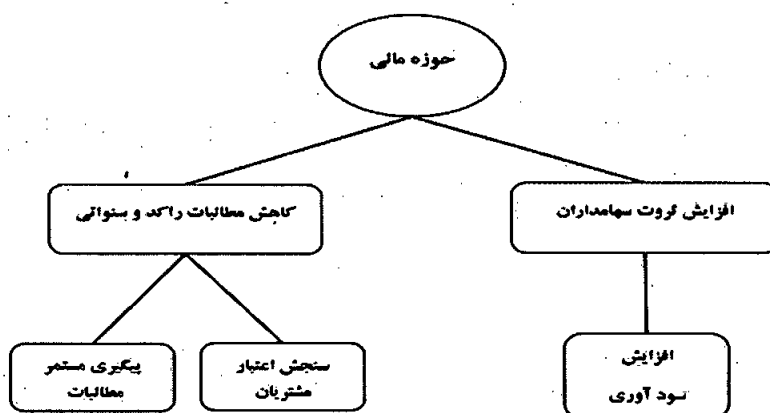 حوزه مالی
افزایش ثروت سهامداران
کاهش مطالبات راکد و سنواتی
افزایش
سود آوری
سنجش اعتبار
مشتریان
پیگیری مستمر
مطالبات